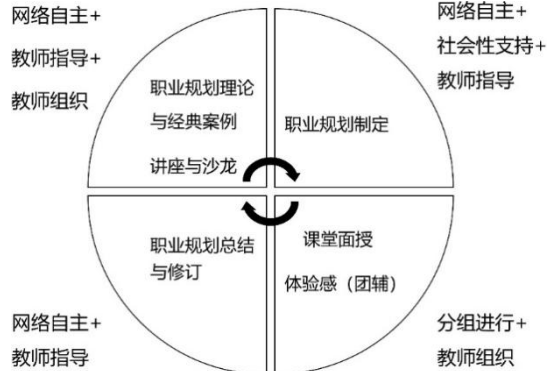 网络自主+
教师指导+
教师组织
职业规划理论
与经典案例
讲座与沙龙
网络自主+
社会性支持+
教师指导
职业规划制定
职业规划总结
与修订
网络自主+
教师指导
课堂面授
体验感（团辅）
分组进行+
教师组织